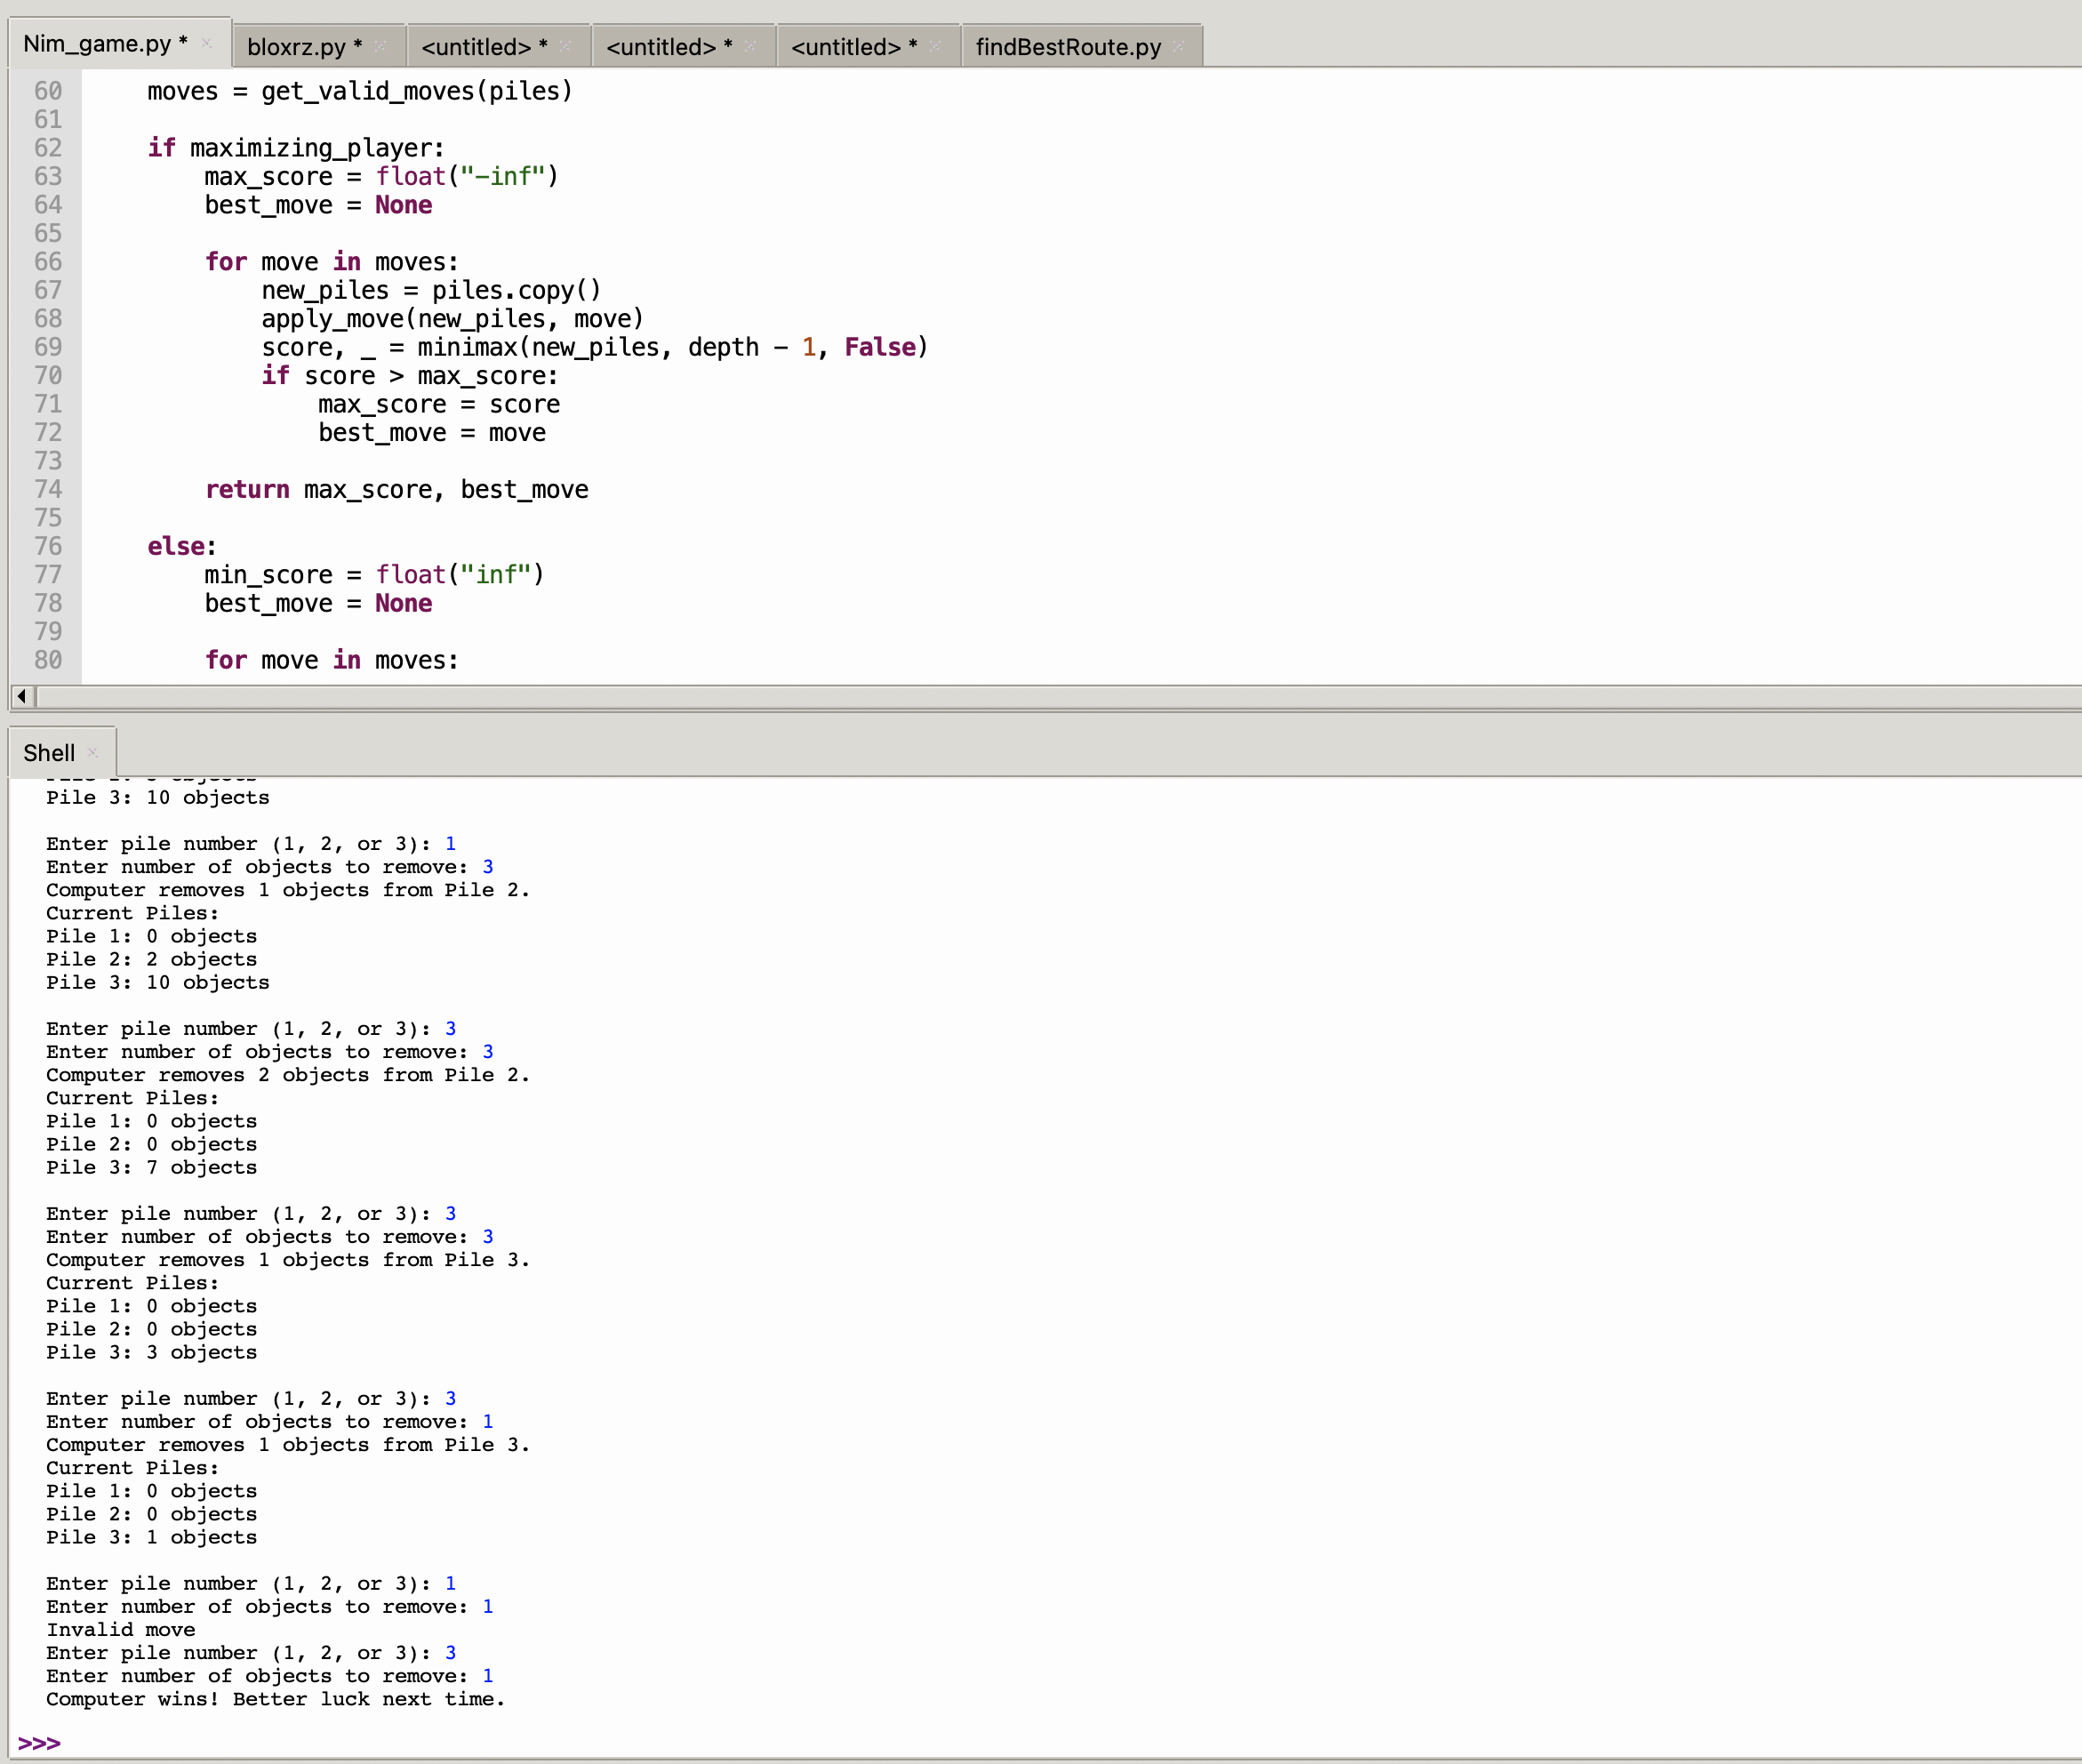 Nim_game.py * bloxrz.py * <untitled> * <untitled> * <untitled> * findBestRoute.py
60 moves = get_valid_moves(piles)
61
62 if maximizing_player:
63 max_score = float("-inf")
64 best_move = None
65
66 for move in moves:
67 new_piles = piles.copy()
68 apply_move(new_piles, move)
69 score, _ = minimax(new_piles, depth - 1, False)
70 if score > max_score:
71 max_score = score
72 best_move = move
73
74 return max_score, best_move
75
76 else:
77 min_score = float("inf")
78 best_move = None
79
80 for move in moves:
Shell
Pile 3: 10 objects
Enter pile number (1, 2, or 3): 1
Enter number of objects to remove: 3
Computer removes 1 objects from Pile 2.
Current Piles:
Pile 1: 0 objects
Pile 2: 2 objects
Pile 3: 10 objects
Enter pile number (1, 2, or 3): 3
Enter number of objects to remove: 3
Computer removes 2 objects from Pile 2.
Current Piles:
Pile 1: 0 objects
Pile 2: 0 objects
Pile 3: 7 objects
Enter pile number (1, 2, or 3): 3
Enter number of objects to remove: 3
Computer removes 1 objects from Pile 3.
Current Piles:
Pile 1: 0 objects
Pile 2: 0 objects
Pile 3: 3 objects
Enter pile number (1, 2, or 3): 3
Enter number of objects to remove: 1
Computer removes 1 objects from Pile 3.
Current Piles:
Pile 1: 0 objects
Pile 2: 0 objects
Pile 3: 1 objects
Enter pile number (1, 2, or 3): 1
Enter number of objects to remove: 1
Invalid move
Enter pile number (1, 2, or 3): 3
Enter number of objects to remove: 1
Computer wins! Better luck next time.
>>>